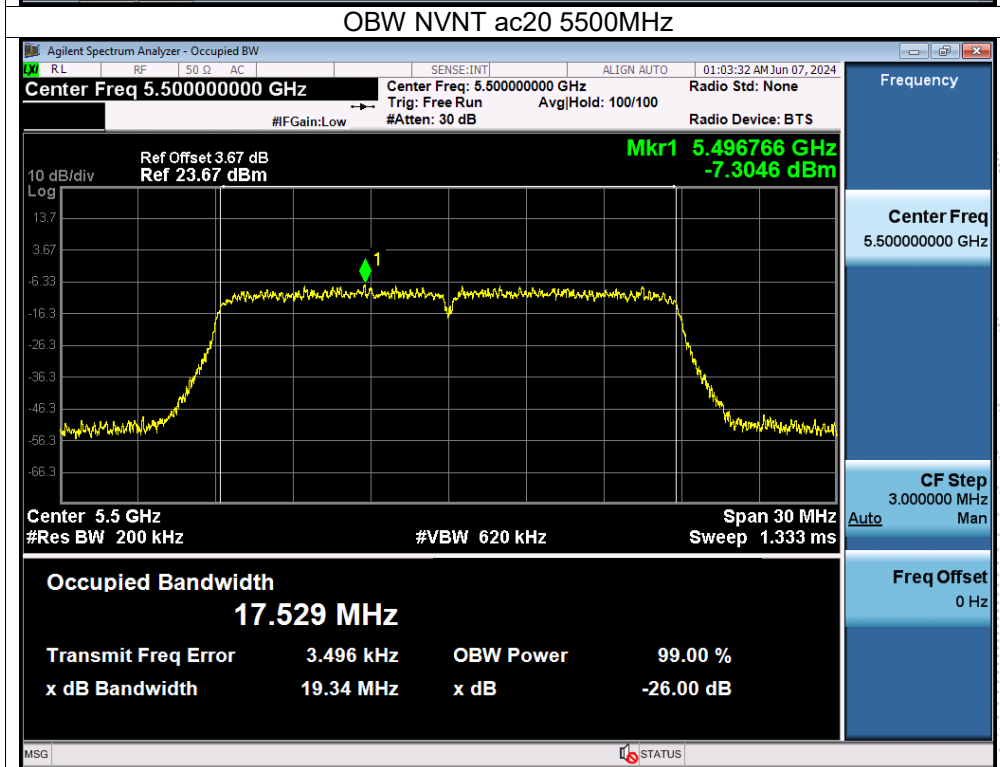 OBW NVNT ac20 5500MHz
Agilent Spectrum Analyzer - Occupied BW
LXI RL RF 50 Ω AC SENSE:INT ALIGN AUTO 01:03:32 AM Jun 07, 2024
Center Freq 5.500000000 GHz Center Freq: 5.500000000 GHz Radio Std: None
Trig: Free Run Avg|Hold: 100/100
#IFGain:Low #Atten: 30 dB Radio Device: BTS
Mkr1 5.496766 GHz
-7.3046 dBm
Ref Offset 3.67 dB
10 dB/div Ref 23.67 dBm
Log
13.7
3.67
1
-6.33
-16.3
-26.3
-36.3
-46.3
-56.3
-66.3
Center 5.5 GHz Span 30 MHz
#Res BW 200 kHz #VBW 620 kHz Sweep 1.333 ms
Occupied Bandwidth
17.529 MHz
Transmit Freq Error 3.496 kHz OBW Power 99.00 %
x dB Bandwidth 19.34 MHz x dB -26.00 dB
MSG STATUS
Frequency
Center Freq
5.500000000 GHz
CF Step
3.000000 MHz
Auto Man
Freq Offset
0 Hz